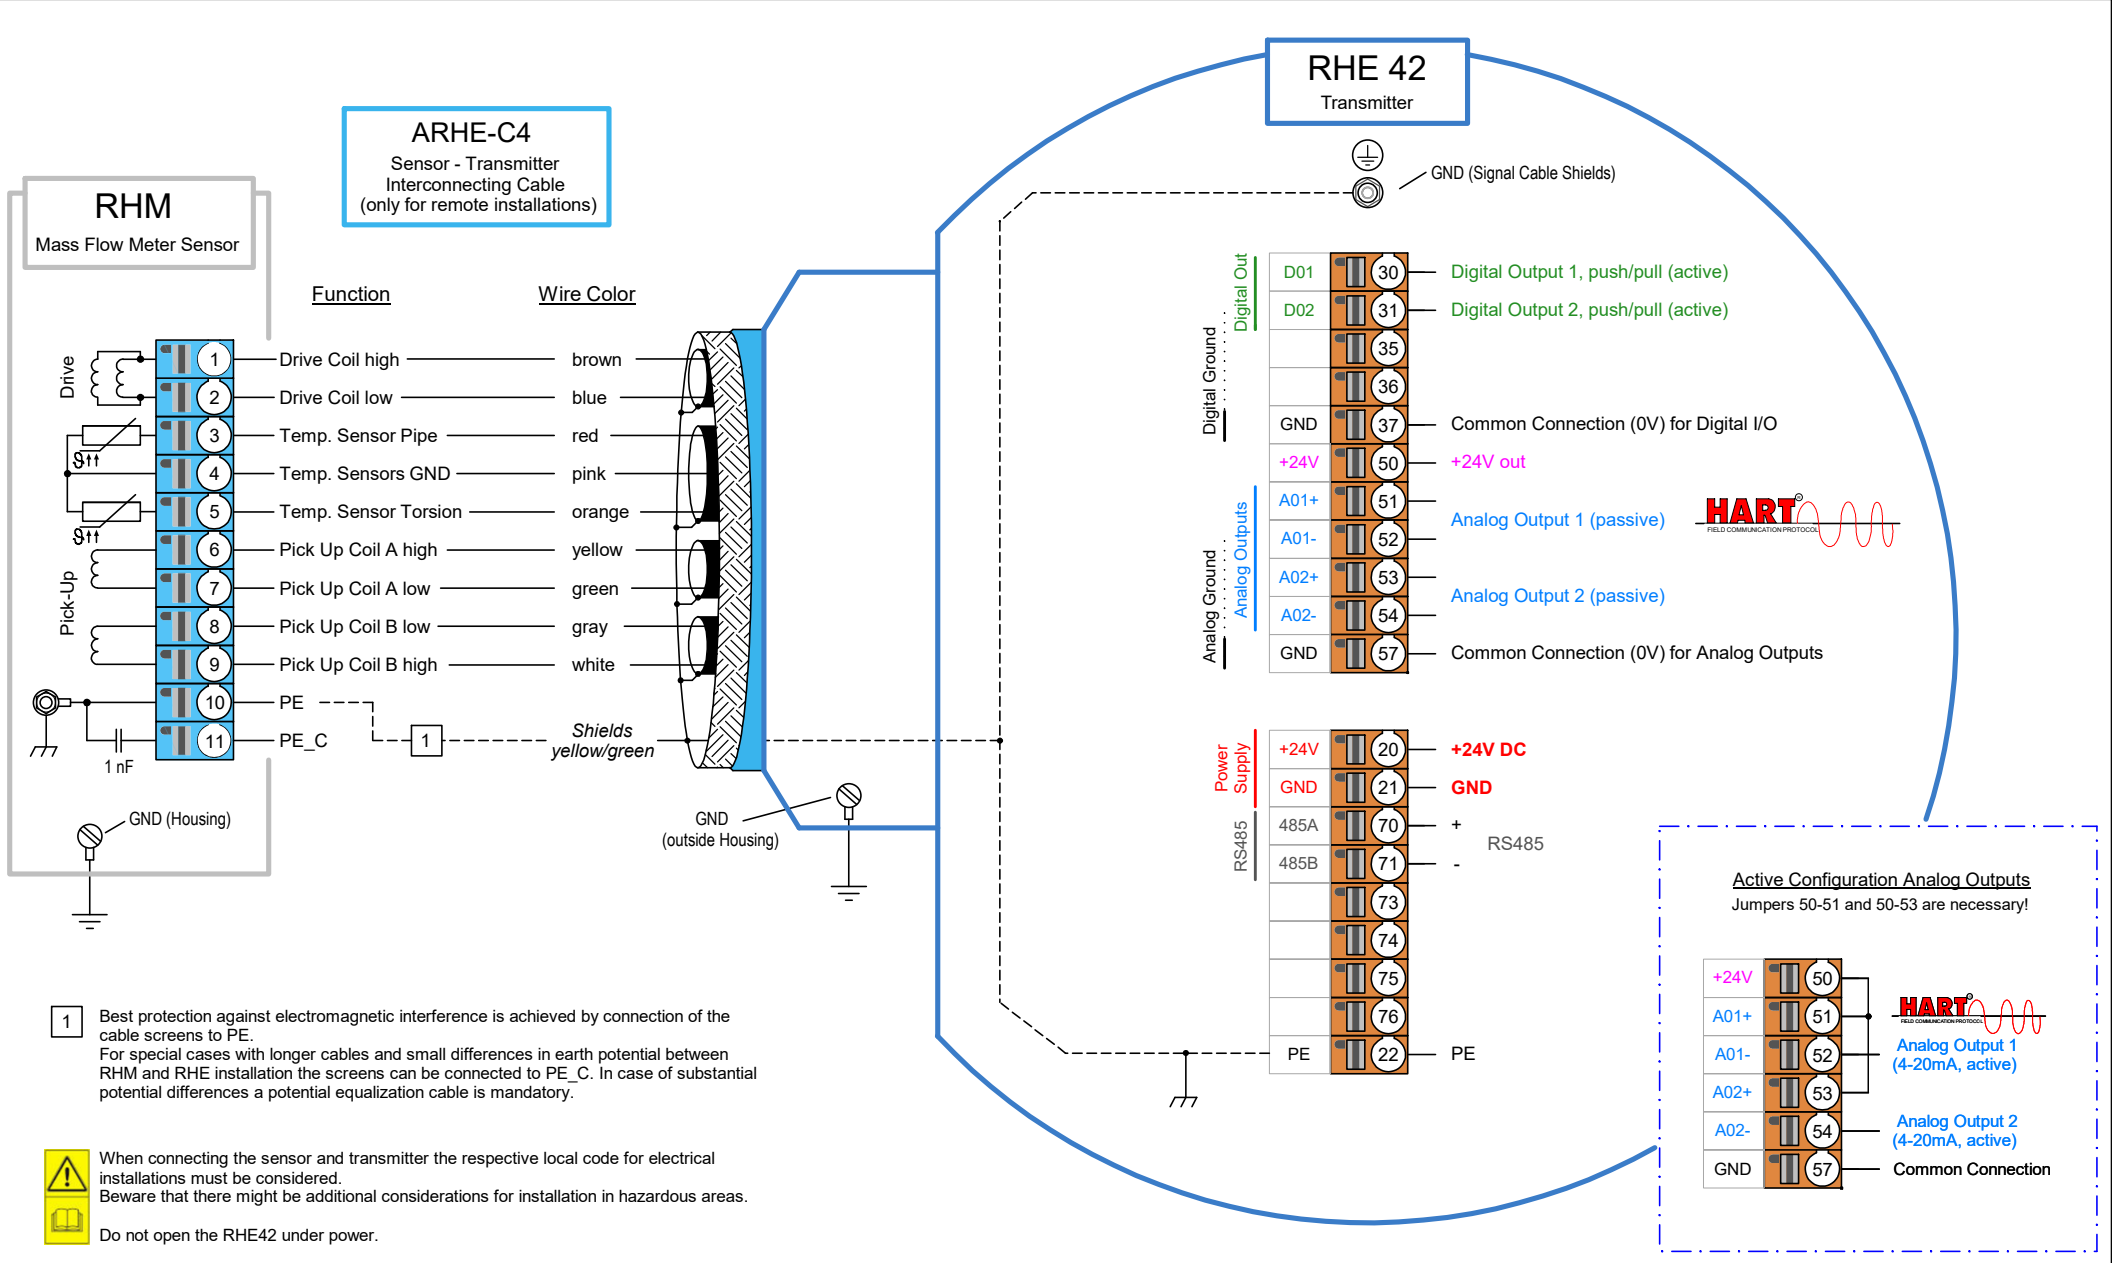 RHE 42
Transmitter
GND (Signal Cable Shields)
ARHE-C4
Sensor - Transmitter
Interconnecting Cable
(only for remote installations)
RHM
Mass Flow Meter Sensor
Function
Wire Color
Drive
Pick-Up
1 Drive Coil high brown
2 Drive Coil low blue
3 Temp. Sensor Pipe red
4 Temp. Sensors GND pink
5 Temp. Sensor Torsion orange
6 Pick Up Coil A high yellow
7 Pick Up Coil A low green
8 Pick Up Coil B low gray
9 Pick Up Coil B high white
10 PE
11 PE_C
ϑ↑↑
ϑ↑↑
1 nF
1
Shields
yellow/green
GND (Housing)
GND
(outside Housing)
Digital Out
Digital Ground
Analog Outputs
Analog Ground
D01 30 Digital Output 1, push/pull (active)
D02 31 Digital Output 2, push/pull (active)
35
36
GND 37 Common Connection (0V) for Digital I/O
+24V 50 +24V out
A01+ 51
Analog Output 1 (passive)
A01- 52
A02+ 53
Analog Output 2 (passive)
A02- 54
GND 57 Common Connection (0V) for Analog Outputs
HART®
FIELD COMMUNICATION PROTOCOL
Power
Supply
RS485
+24V 20 +24V DC
GND 21 GND
485A 70 +
RS485
485B 71 -
73
74
75
76
PE 22 PE
Active Configuration Analog Outputs
Jumpers 50-51 and 50-53 are necessary!
+24V 50
A01+ 51
A01- 52
A02+ 53
A02- 54
GND 57
HART®
FIELD COMMUNICATION PROTOCOL
Analog Output 1
(4-20mA, active)
Analog Output 2
(4-20mA, active)
Common Connection
1
Best protection against electromagnetic interference is achieved by connection of the
cable screens to PE.
For special cases with longer cables and small differences in earth potential between
RHM and RHE installation the screens can be connected to PE_C. In case of substantial
potential differences a potential equalization cable is mandatory.
When connecting the sensor and transmitter the respective local code for electrical
installations must be considered.
Beware that there might be additional considerations for installation in hazardous areas.
Do not open the RHE42 under power.